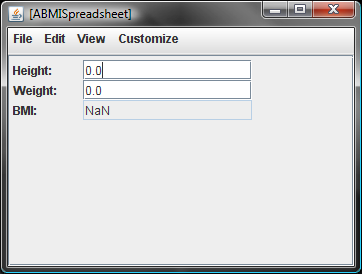 [ABMISpreadsheet]
File Edit View Customize
Height: 0.0
Weight: 0.0
BMI: NaN